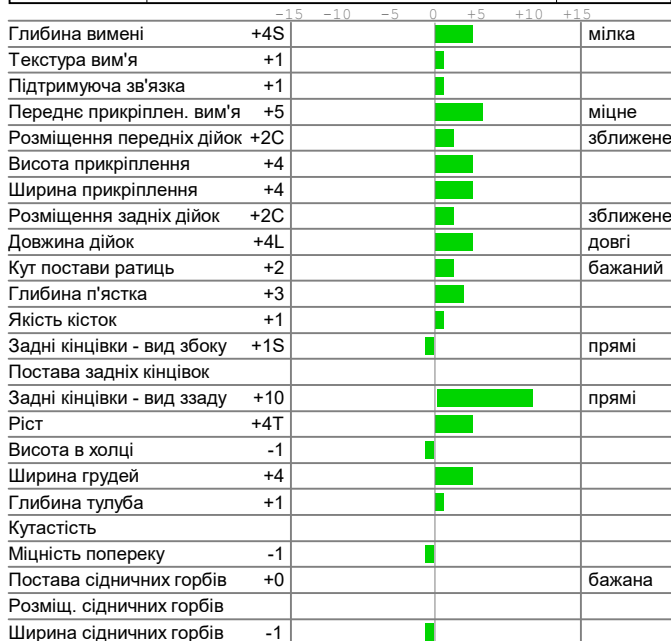 -15 -10 -5 0 +5 +10 +15
Глибина вимені +4S мілка
Текстура вим'я +1
Підтримуюча зв'язка +1
Переднє прикріплен. вим'я +5 міцне
Розміщення передніх дійок +2C зближене
Висота прикріплення +4
Ширина прикріплення +4
Розміщення задніх дійок +2C зближене
Довжина дійок +4L довгі
Кут постави ратиць +2 бажаний
Глибина п'ястка +3
Якість кісток +1
Задні кінцівки - вид збоку +1S прямі
Постава задніх кінцівок
Задні кінцівки - вид ззаду +10 прямі
Ріст +4T
Висота в холці -1
Ширина грудей +4
Глибина тулуба +1
Кутастість
Міцність попереку -1
Постава сідничних горбів +0 бажана
Розміщ. сідничних горбів
Ширина сідничних горбів -1